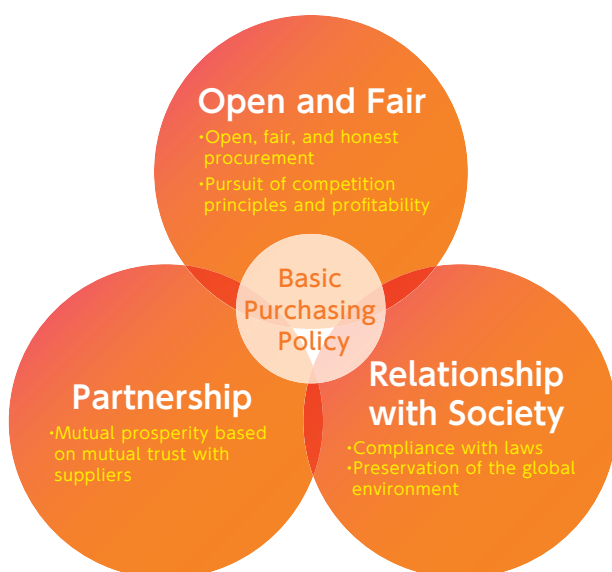 Open and Fair
・Open, fair, and honest
procurement
・Pursuit of competition
principles and profitability
Basic
Purchasing
Policy
Partnership
・Mutual prosperity based
on mutual trust with
suppliers
Relationship
with Society
・Compliance with laws
・Preservation of the global
environment